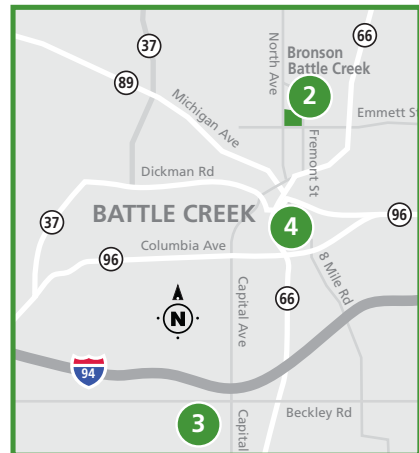 37
66
North Ave
Bronson
Battle Creek
2
89
Michigan Ave
Emmett St
Fremont St
Dickman Rd
37
BATTLE CREEK
4
96
96
Columbia Ave
8 Mile Rd
N
Capital Ave
66
94
3
Capital
Beckley Rd